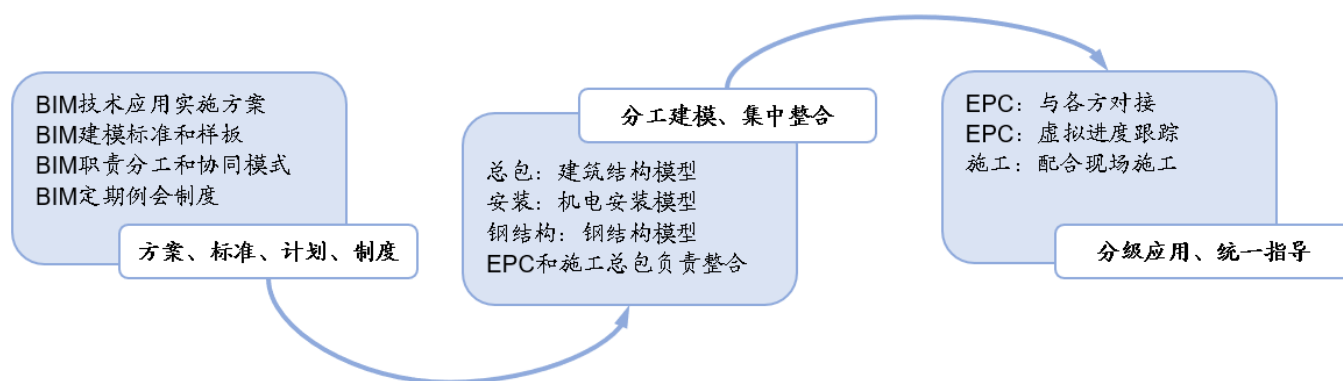 BIM技术应用实施方案
BIM建模标准和样板
BIM职责分工和协同模式
BIM定期例会制度
方案、标准、计划、制度
分工建模、集中整合
总包：建筑结构模型
安装：机电安装模型
钢结构：钢结构模型
EPC和施工总包负责整合
EPC：与各方对接
EPC：虚拟进度跟踪
施工：配合现场施工
分级应用、统一指导